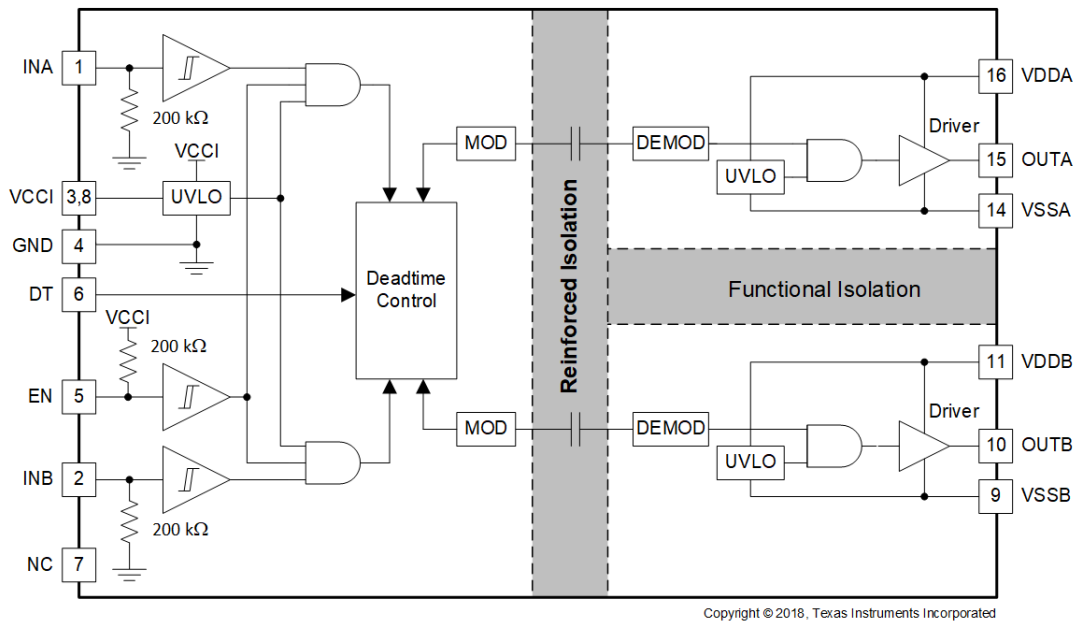 INA 1
200 kΩ
VCCI
VCCI 3,8
UVLO
GND 4
DT 6
VCCI
200 kΩ
EN 5
INB 2
200 kΩ
NC 7
Deadtime
Control
MOD
MOD
Reinforced Isolation
Functional Isolation
DEMOD
UVLO
Driver
16 VDDA
15 OUTA
14 VSSA
DEMOD
UVLO
Driver
11 VDDB
10 OUTB
9 VSSB
Copyright © 2018, Texas Instruments Incorporated